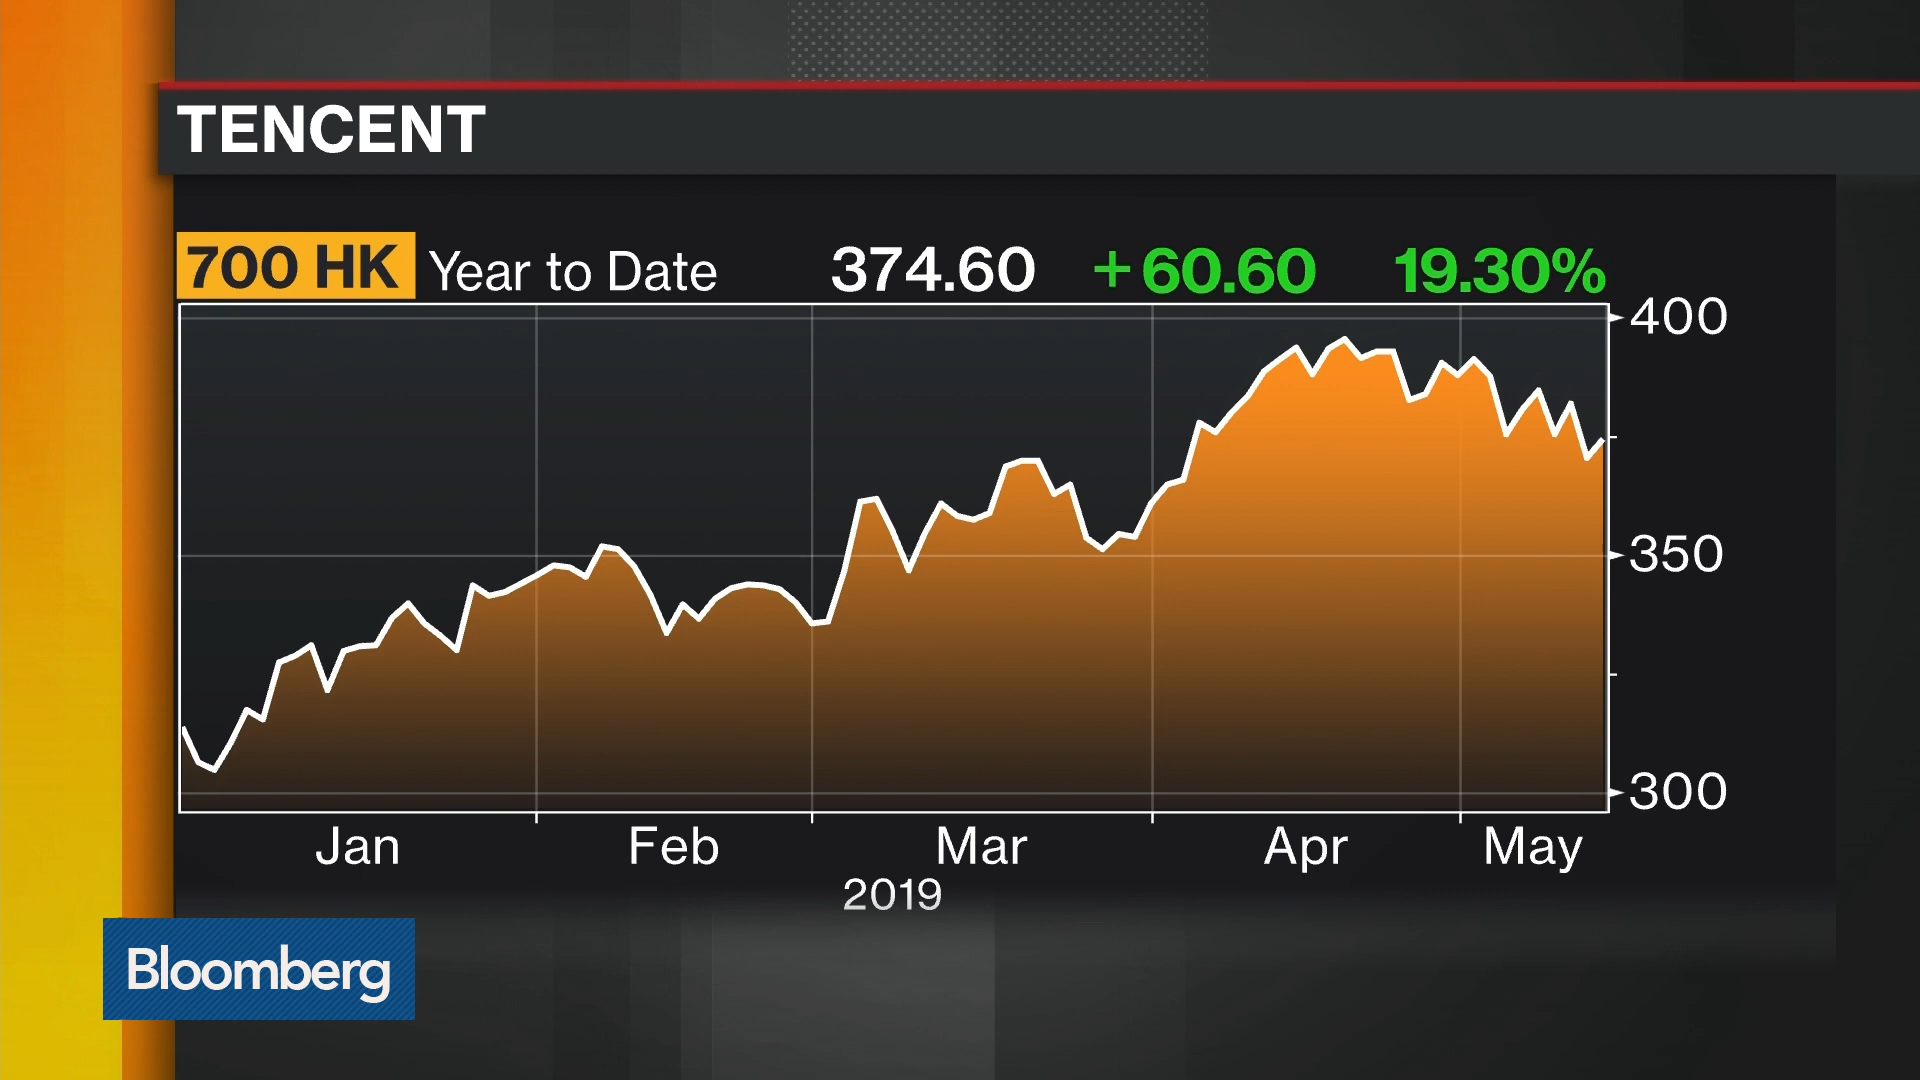 TENCENT
700 HK Year to Date 374.60 +60.60 19.30%
400
350
300
Jan Feb Mar Apr May
2019
Bloomberg